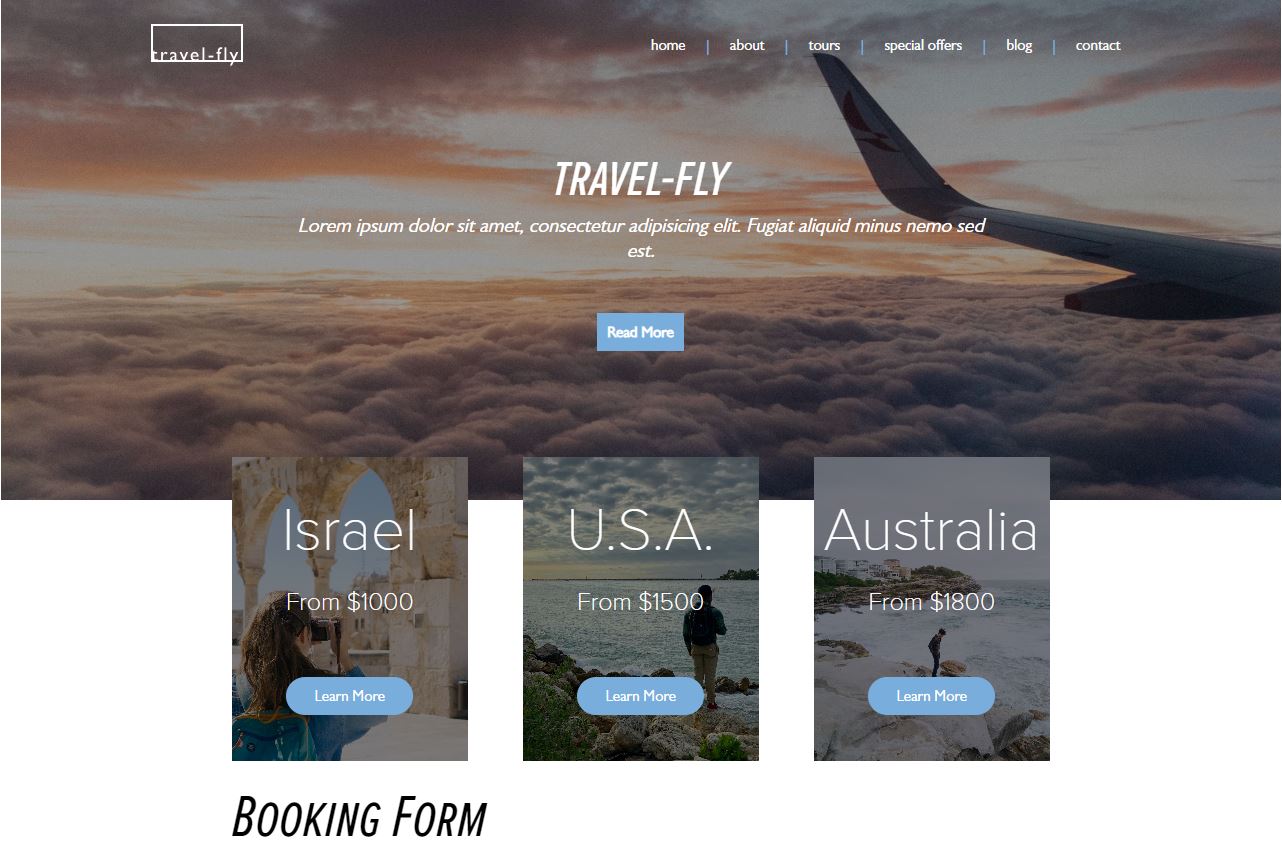 travel-fly
home | about | tours | special offers | blog | contact
TRAVEL-FLY
Lorem ipsum dolor sit amet, consectetur adipisicing elit. Fugiat aliquid minus nemo sed
est.
Read More
Israel
From $1000
Learn More
U.S.A.
From $1500
Learn More
Australia
From $1800
Learn More
BOOKING FORM